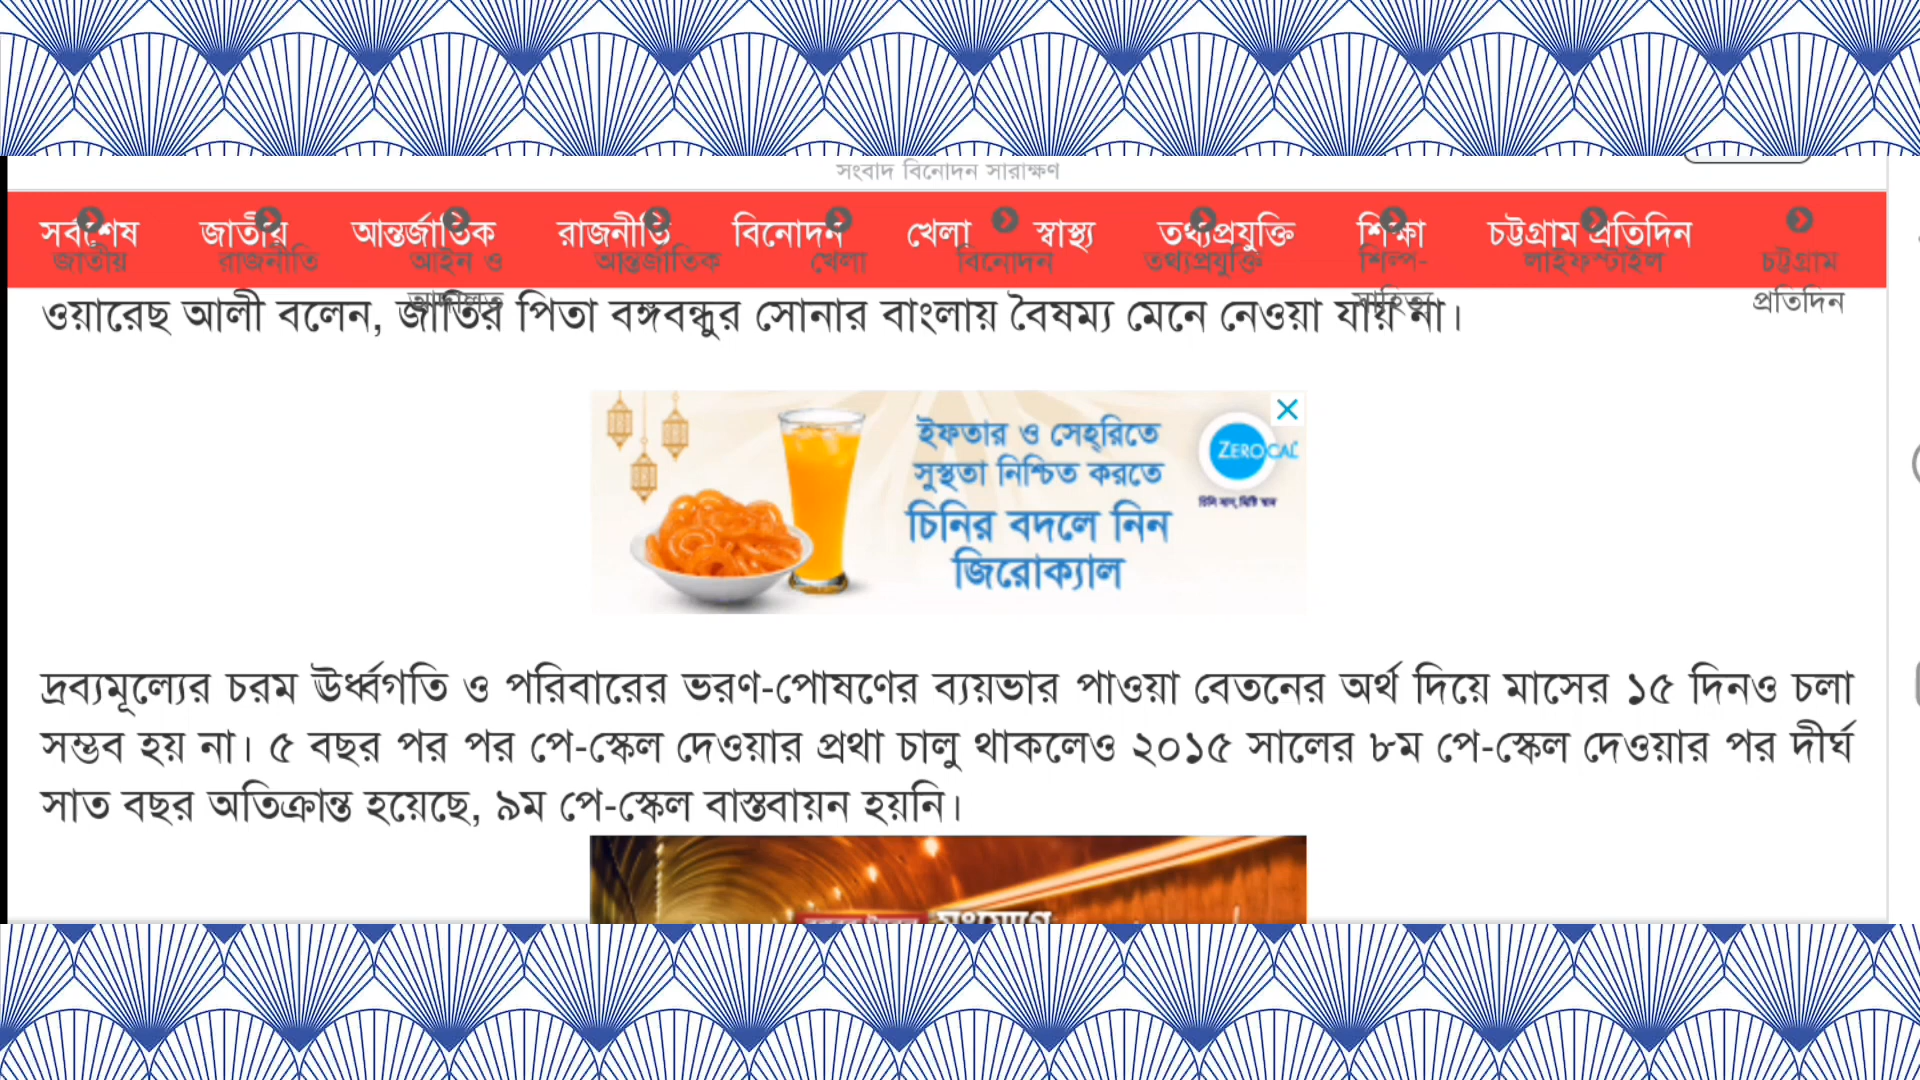 সংবাদ বিনোদন সারাক্ষণ
সর্বশেষ জাতীয় আন্তর্জাতিক রাজনীতি বিনোদন খেলা স্বাস্থ্য তথ্যপ্রযুক্তি শিক্ষা চট্টগ্রাম প্রতিদিন
জাতীয় রাজনীতি আইন ও আন্তর্জাতিক খেলা বিনোদন তথ্যপ্রযুক্তি শিল্প- লাইফস্টাইল চট্টগ্রাম
আদালত সাহিত্য প্রতিদিন
ওয়ারেছ আলী বলেন, জাতির পিতা বঙ্গবন্ধুর সোনার বাংলায় বৈষম্য মেনে নেওয়া যায় না।
ইফতার ও সেহ্‌রিতে
সুস্থতা নিশ্চিত করতে
চিনির বদলে নিন
জিরোক্যাল
ZEROCAL
দ্রব্যমূল্যের চরম ঊর্ধ্বগতি ও পরিবারের ভরণ-পোষণের ব্যয়ভার পাওয়া বেতনের অর্থ দিয়ে মাসের ১৫ দিনও চলা
সম্ভব হয় না। ৫ বছর পর পর পে-স্কেল দেওয়ার প্রথা চালু থাকলেও ২০১৫ সালের ৮ম পে-স্কেল দেওয়ার পর দীর্ঘ
সাত বছর অতিক্রান্ত হয়েছে, ৯ম পে-স্কেল বাস্তবায়ন হয়নি।